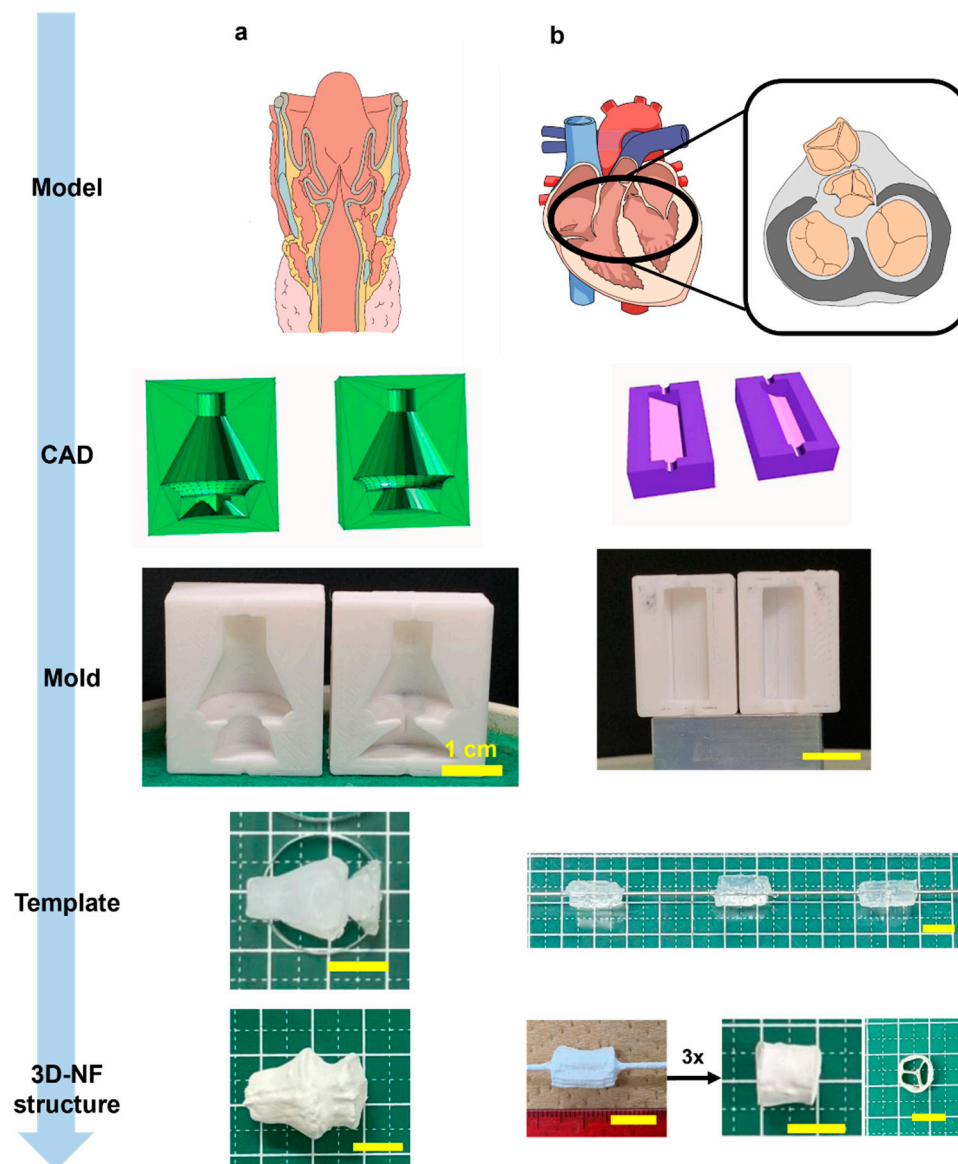 a
b
Model
CAD
Mold
1 cm
Template
3D-NF
structure
3x